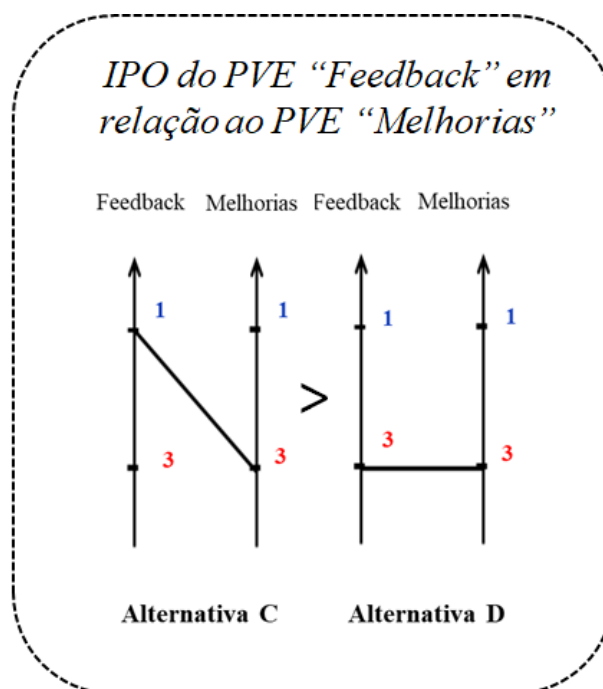 IPO do PVE “Feedback” em
relação ao PVE “Melhorias”
Feedback Melhorias Feedback Melhorias
1 1 1 1
>
3 3 3 3
Alternativa C Alternativa D